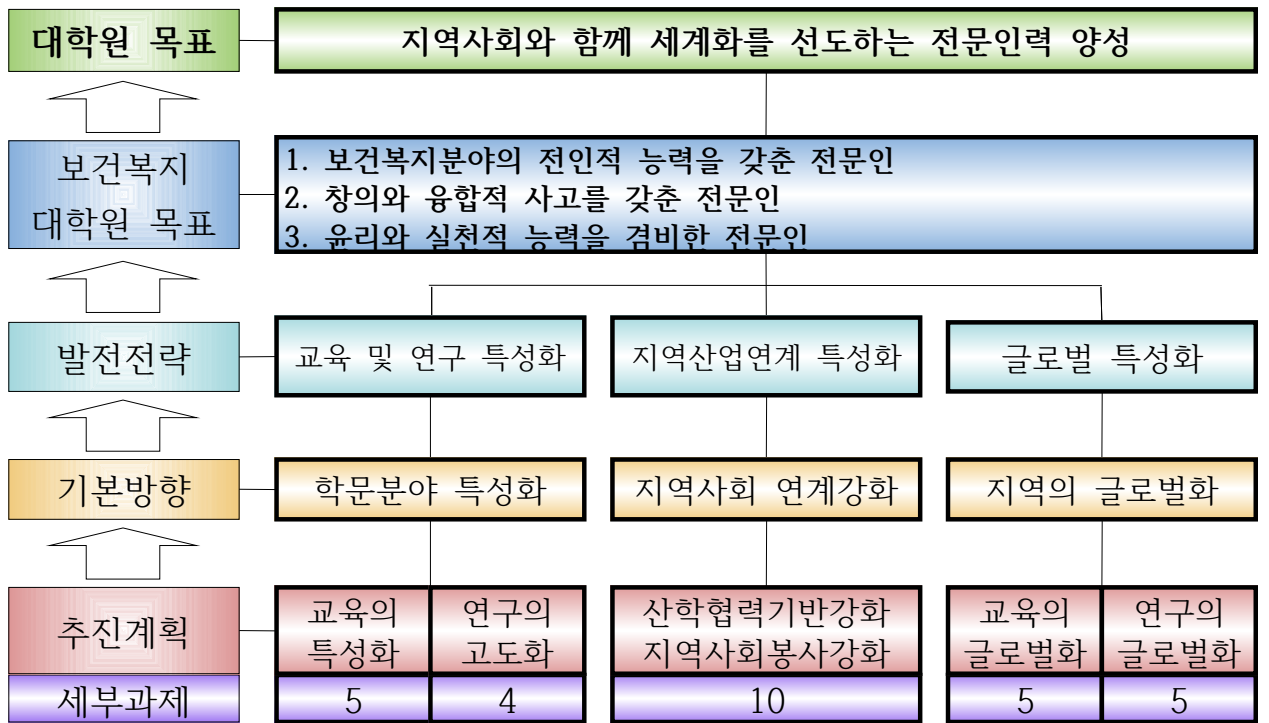 대학원 목표
지역사회와 함께 세계화를 선도하는 전문인력 양성
보건복지
대학원 목표
1. 보건복지분야의 전인적 능력을 갖춘 전문인
2. 창의와 융합적 사고를 갖춘 전문인
3. 윤리와 실천적 능력을 겸비한 전문인
발전전략
교육 및 연구 특성화
지역산업연계 특성화
글로벌 특성화
기본방향
학문분야 특성화
지역사회 연계강화
지역의 글로벌화
추진계획
교육의
특성화
연구의
고도화
산학협력기반강화
지역사회봉사강화
교육의
글로벌화
연구의
글로벌화
세부과제
5
4
10
5
5